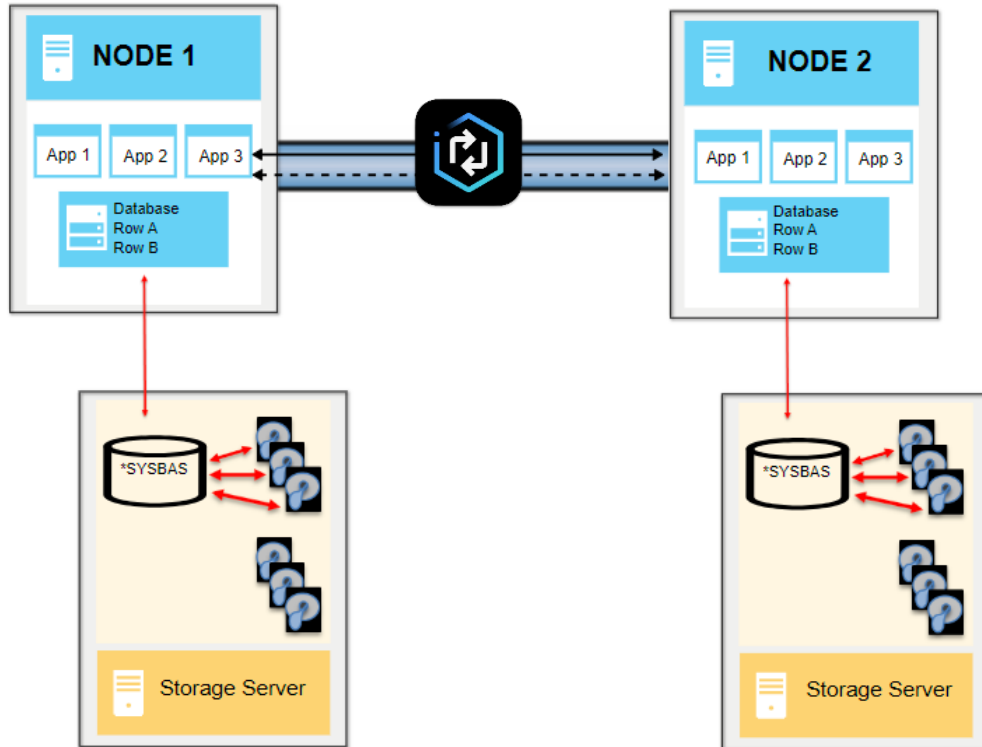 NODE 1
NODE 2
App 1
App 2
App 3
App 1
App 2
App 3
Database
Row A
Row B
Database
Row A
Row B
*SYSBAS
*SYSBAS
Storage Server
Storage Server